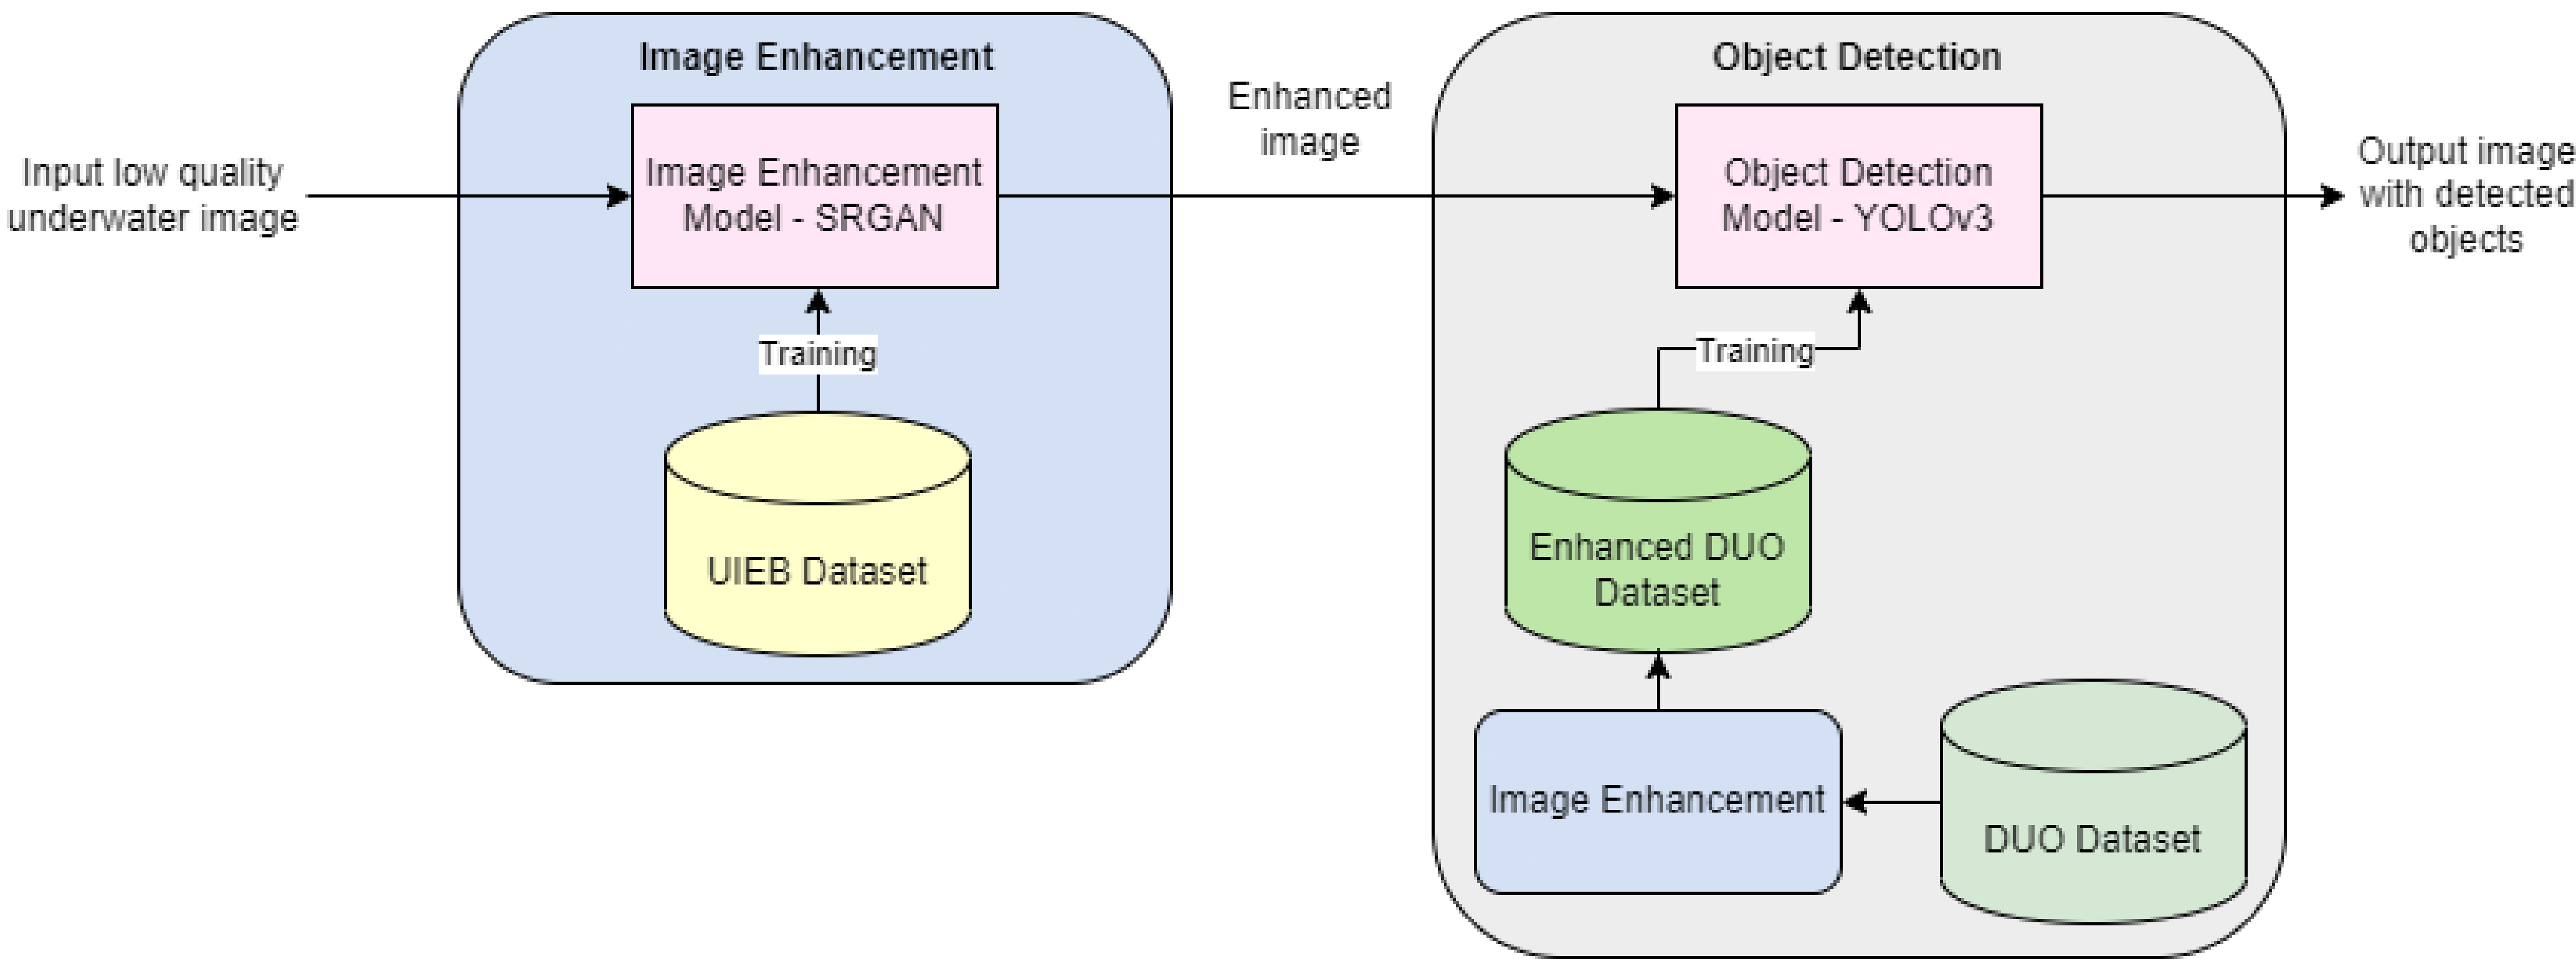 Image Enhancement
Object Detection
Input low quality
underwater image
Image Enhancement
Model - SRGAN
Enhanced
image
Object Detection
Model - YOLOv3
Output image
with detected
objects
Training
Training
UIEB Dataset
Enhanced DUO
Dataset
Image Enhancement
DUO Dataset